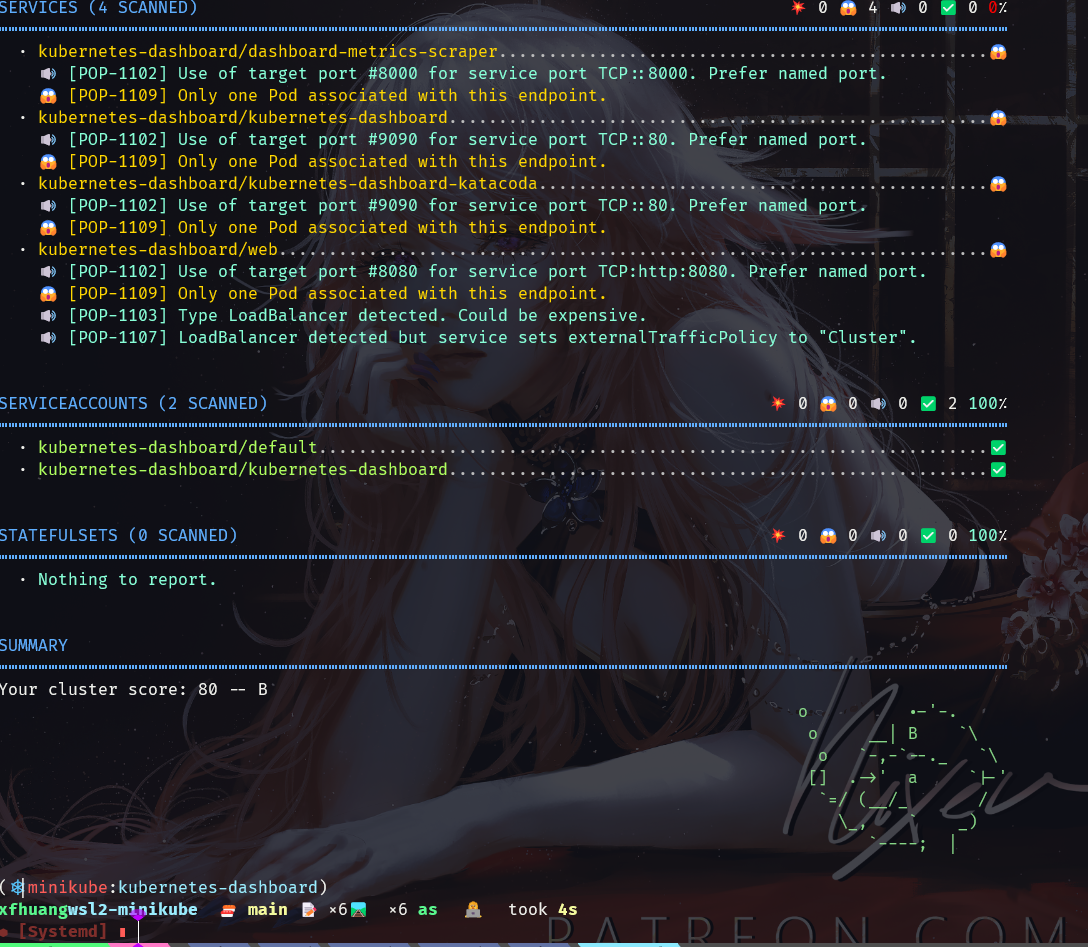 SERVICES (4 SCANNED) 💥 0 😱 4 🔊 0 ✅ 0 0٪
· kubernetes-dashboard/dashboard-metrics-scraper.................................................😱
🔊 [POP-1102] Use of target port #8000 for service port TCP::8000. Prefer named port.
😱 [POP-1109] Only one Pod associated with this endpoint.
· kubernetes-dashboard/kubernetes-dashboard......................................................😱
🔊 [POP-1102] Use of target port #9090 for service port TCP::80. Prefer named port.
😱 [POP-1109] Only one Pod associated with this endpoint.
· kubernetes-dashboard/kubernetes-dashboard-katacoda.............................................😱
🔊 [POP-1102] Use of target port #9090 for service port TCP::80. Prefer named port.
😱 [POP-1109] Only one Pod associated with this endpoint.
· kubernetes-dashboard/web.......................................................................😱
🔊 [POP-1102] Use of target port #8080 for service port TCP:http:8080. Prefer named port.
😱 [POP-1109] Only one Pod associated with this endpoint.
🔊 [POP-1103] Type LoadBalancer detected. Could be expensive.
🔊 [POP-1107] LoadBalancer detected but service sets externalTrafficPolicy to "Cluster".
SERVICEACCOUNTS (2 SCANNED) 💥 0 😱 0 🔊 0 ✅ 2 100٪
· kubernetes-dashboard/default...................................................................✅
· kubernetes-dashboard/kubernetes-dashboard......................................................✅
STATEFULSETS (0 SCANNED) 💥 0 😱 0 🔊 0 ✅ 0 100٪
· Nothing to report.
SUMMARY
Your cluster score: 80 -- B
o .-'-.
o __| B `\
o `-,-`--._ `\
[] .->' a `|-'
`=/ (__/_ /
\_, ` _)
`----; |
(⎈|minikube:kubernetes-dashboard)
xfhuangwsl2-minikube main 📝 ×6 ×6 as took 4s
[Systemd]
PATREON.COM